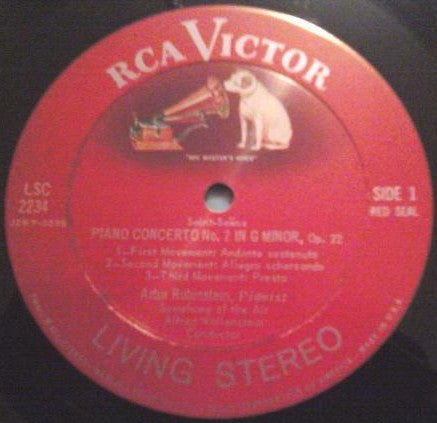 RCA VICTOR
"HIS MASTER'S VOICE"
LSC
2234
SIDE 1
RED SEAL
Saint-Saëns
PIANO CONCERTO No. 2 IN G MINOR, Op. 22
1—First Movement: Andante sostenuto
2—Second Movement: Allegro scherzando
3—Third Movement: Presto
Artur Rubinstein, Pianist
Symphony of the Air
Alfred Wallenstein
Conductor
LIVING STEREO